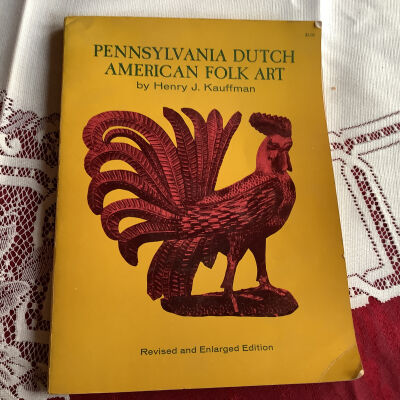 PENNSYLVANIA DUTCH
AMERICAN FOLK ART
by Henry J. Kauffman
Revised and Enlarged Edition